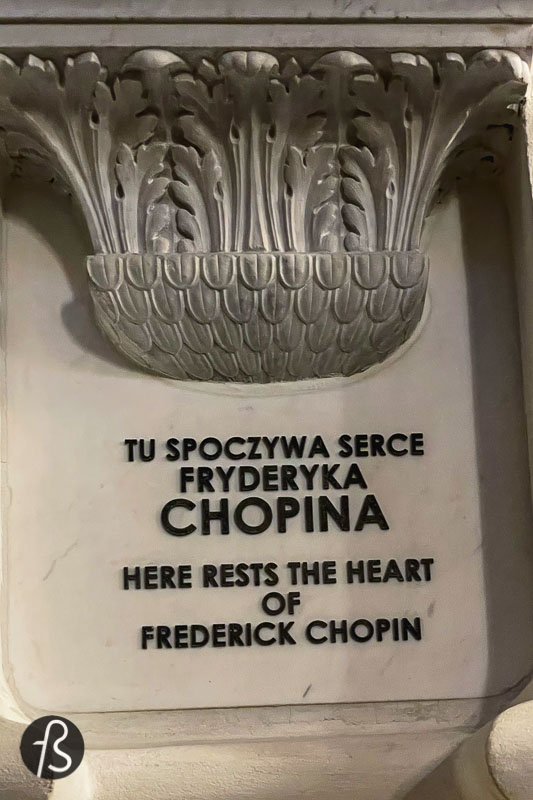 TU SPOCZYWA SERCE
FRYDERYKA
CHOPINA
HERE RESTS THE HEART
OF
FREDERICK CHOPIN